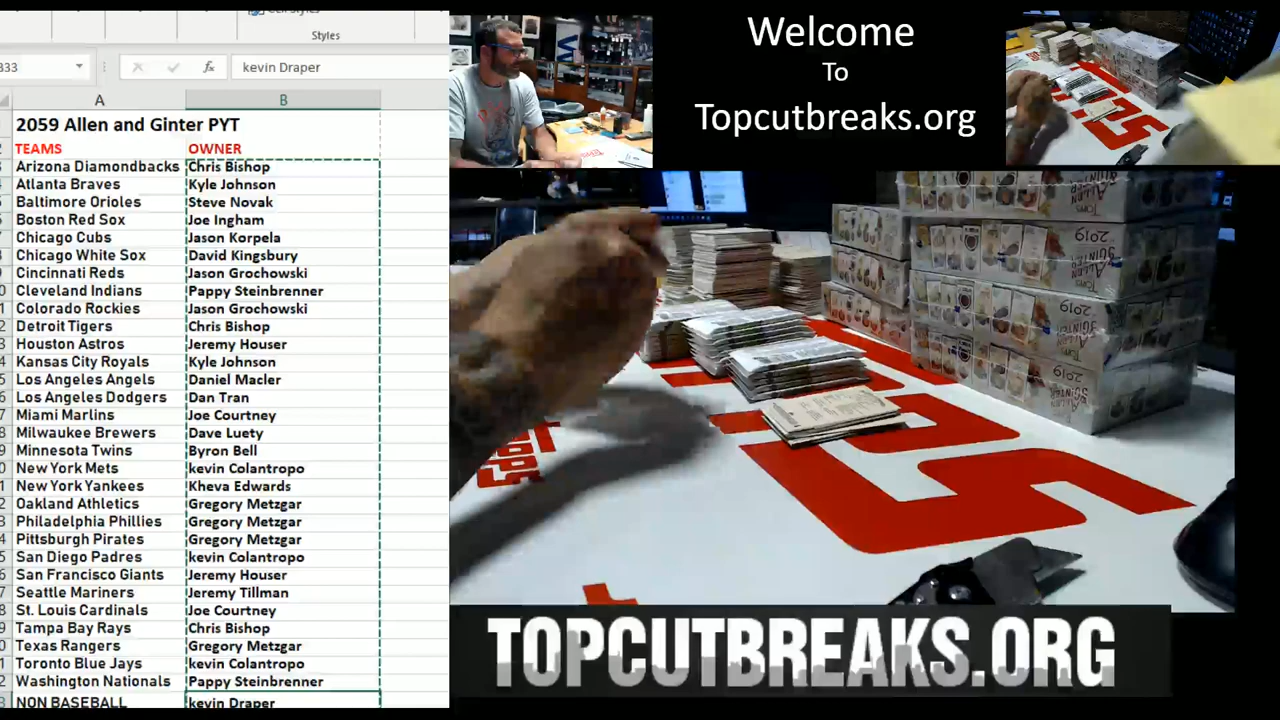 Styles
333
fx
kevin Draper
A
B
2059 Allen and Ginter PYT
TEAMS OWNER
Arizona Diamondbacks Chris Bishop
Atlanta Braves Kyle Johnson
Baltimore Orioles Steve Novak
Boston Red Sox Joe Ingham
Chicago Cubs Jason Korpela
Chicago White Sox David Kingsbury
Cincinnati Reds Jason Grochowski
Cleveland Indians Pappy Steinbrenner
Colorado Rockies Jason Grochowski
Detroit Tigers Chris Bishop
Houston Astros Jeremy Houser
Kansas City Royals Kyle Johnson
Los Angeles Angels Daniel Macler
Los Angeles Dodgers Dan Tran
Miami Marlins Joe Courtney
Milwaukee Brewers Dave Luety
Minnesota Twins Byron Bell
New York Mets kevin Colantropo
New York Yankees Kheva Edwards
Oakland Athletics Gregory Metzgar
Philadelphia Phillies Gregory Metzgar
Pittsburgh Pirates Gregory Metzgar
San Diego Padres kevin Colantropo
San Francisco Giants Jeremy Houser
Seattle Mariners Jeremy Tillman
St. Louis Cardinals Joe Courtney
Tampa Bay Rays Chris Bishop
Texas Rangers Gregory Metzgar
Toronto Blue Jays kevin Colantropo
Washington Nationals Pappy Steinbrenner
NON BASEBALL kevin Draper
Welcome
To
Topcutbreaks.org
2019
2019
2019
TOPCUTBREAKS.ORG